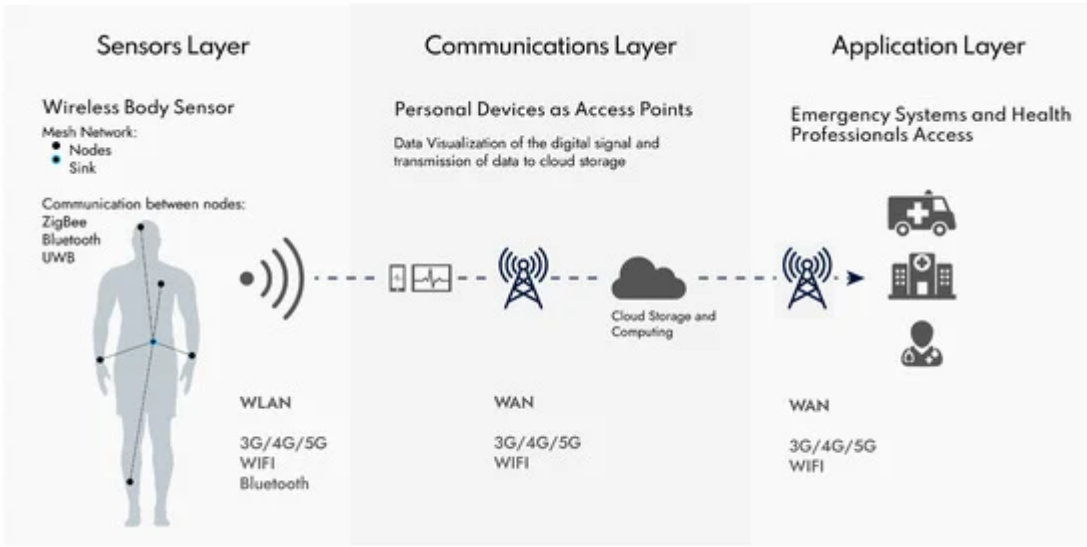 Sensors Layer
Wireless Body Sensor
Mesh Network:
Nodes
Sink
Communication between nodes:
ZigBee
Bluetooth
UWB
WLAN
3G/4G/5G
WIFI
Bluetooth
Communications Layer
Personal Devices as Access Points
Data Visualization of the digital signal and
transmission of data to cloud storage
Cloud Storage and
Computing
WAN
3G/4G/5G
WIFI
Application Layer
Emergency Systems and Health
Professionals Access
WAN
3G/4G/5G
WIFI